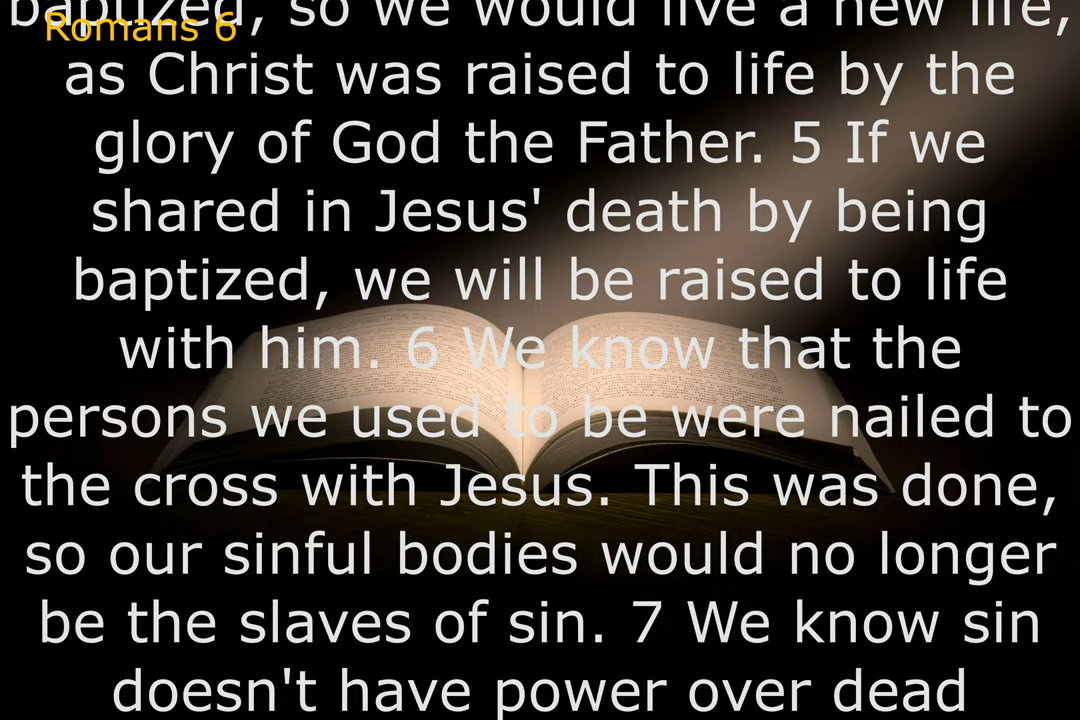 baptized, so we would live a new life,
Romans 6
as Christ was raised to life by the
glory of God the Father. 5 If we
shared in Jesus' death by being
baptized, we will be raised to life
with him. 6 We know that the
persons we used to be were nailed to
the cross with Jesus. This was done,
so our sinful bodies would no longer
be the slaves of sin. 7 We know sin
doesn't have power over dead